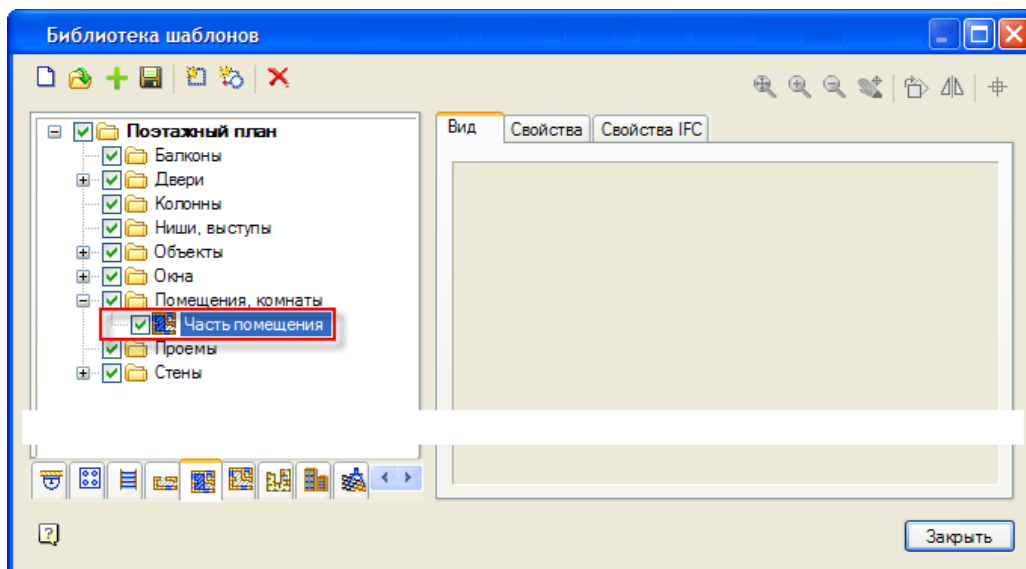 Библиотека шаблонов
Вид Свойства Свойства IFC
Поэтажный план
Балконы
Двери
Колонны
Ниши, выступы
Объекты
Окна
Помещения, комнаты
Часть помещения
Проемы
Стены
Закрыть